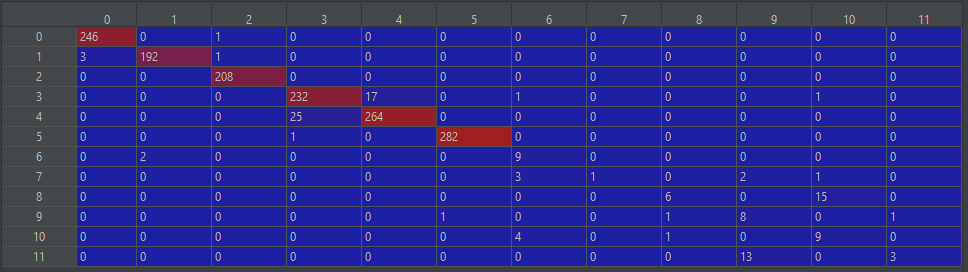 0 1 2 3 4 5 6 7 8 9 10 11
0 246 0 1 0 0 0 0 0 0 0 0 0
1 3 192 1 0 0 0 0 0 0 0 0 0
2 0 0 208 0 0 0 0 0 0 0 0 0
3 0 0 0 232 17 0 1 0 0 0 1 0
4 0 0 0 25 264 0 0 0 0 0 0 0
5 0 0 0 1 0 282 0 0 0 0 0 0
6 0 2 0 0 0 0 9 0 0 0 0 0
7 0 0 0 0 0 0 3 1 0 2 1 0
8 0 0 0 0 0 0 0 0 6 0 15 0
9 0 0 0 0 0 1 0 0 1 8 0 1
10 0 0 0 0 0 0 4 0 1 0 9 0
11 0 0 0 0 0 0 0 0 0 13 0 3